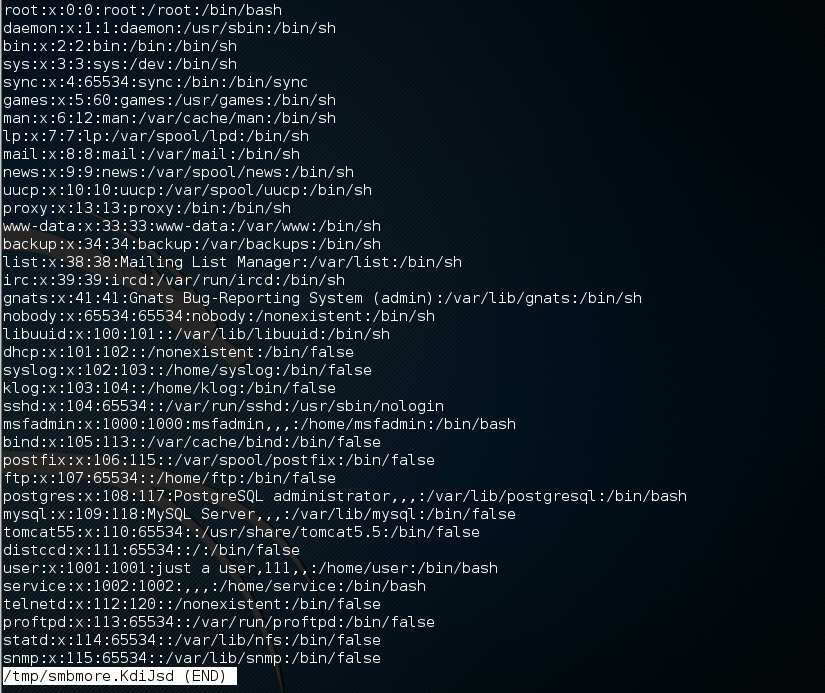 root:x:0:0:root:/root:/bin/bash
daemon:x:1:1:daemon:/usr/sbin:/bin/sh
bin:x:2:2:bin:/bin:/bin/sh
sys:x:3:3:sys:/dev:/bin/sh
sync:x:4:65534:sync:/bin:/bin/sync
games:x:5:60:games:/usr/games:/bin/sh
man:x:6:12:man:/var/cache/man:/bin/sh
lp:x:7:7:lp:/var/spool/lpd:/bin/sh
mail:x:8:8:mail:/var/mail:/bin/sh
news:x:9:9:news:/var/spool/news:/bin/sh
uucp:x:10:10:uucp:/var/spool/uucp:/bin/sh
proxy:x:13:13:proxy:/bin:/bin/sh
www-data:x:33:33:www-data:/var/www:/bin/sh
backup:x:34:34:backup:/var/backups:/bin/sh
list:x:38:38:Mailing List Manager:/var/list:/bin/sh
irc:x:39:39:ircd:/var/run/ircd:/bin/sh
gnats:x:41:41:Gnats Bug-Reporting System (admin):/var/lib/gnats:/bin/sh
nobody:x:65534:65534:nobody:/nonexistent:/bin/sh
libuuid:x:100:101::/var/lib/libuuid:/bin/sh
dhcp:x:101:102::/nonexistent:/bin/false
syslog:x:102:103::/home/syslog:/bin/false
klog:x:103:104::/home/klog:/bin/false
sshd:x:104:65534::/var/run/sshd:/usr/sbin/nologin
msfadmin:x:1000:1000:msfadmin,,,:/home/msfadmin:/bin/bash
bind:x:105:113::/var/cache/bind:/bin/false
postfix:x:106:115::/var/spool/postfix:/bin/false
ftp:x:107:65534::/home/ftp:/bin/false
postgres:x:108:117:PostgreSQL administrator,,,:/var/lib/postgresql:/bin/bash
mysql:x:109:118:MySQL Server,,,:/var/lib/mysql:/bin/false
tomcat55:x:110:65534::/usr/share/tomcat5.5:/bin/false
distccd:x:111:65534::/:/bin/false
user:x:1001:1001:just a user,111,,:/home/user:/bin/bash
service:x:1002:1002:,,,:/home/service:/bin/bash
telnetd:x:112:120::/nonexistent:/bin/false
proftpd:x:113:65534::/var/run/proftpd:/bin/false
statd:x:114:65534::/var/lib/nfs:/bin/false
snmp:x:115:65534::/var/lib/snmp:/bin/false
/tmp/smbmore.KdiJsd (END)